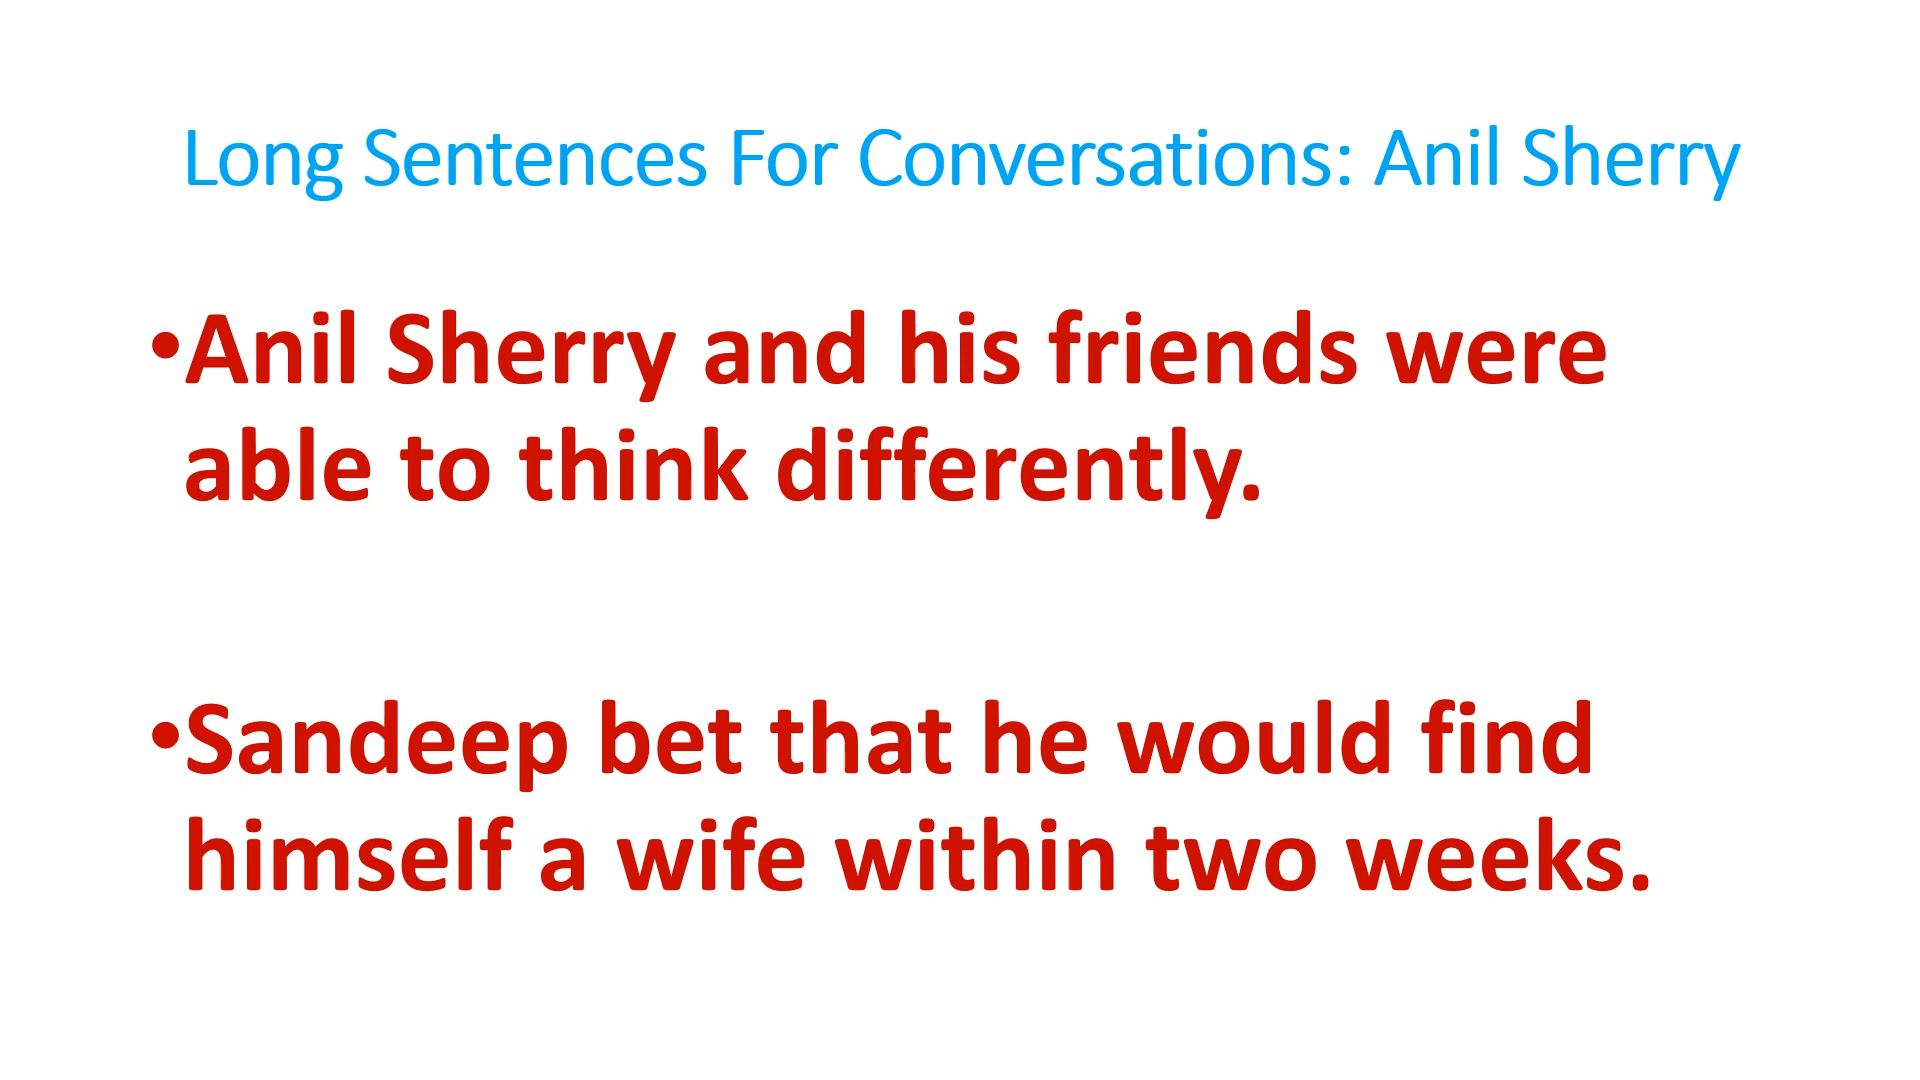 Long Sentences For Conversations: Anil Sherry
•Anil Sherry and his friends were
able to think differently.
•Sandeep bet that he would find
himself a wife within two weeks.